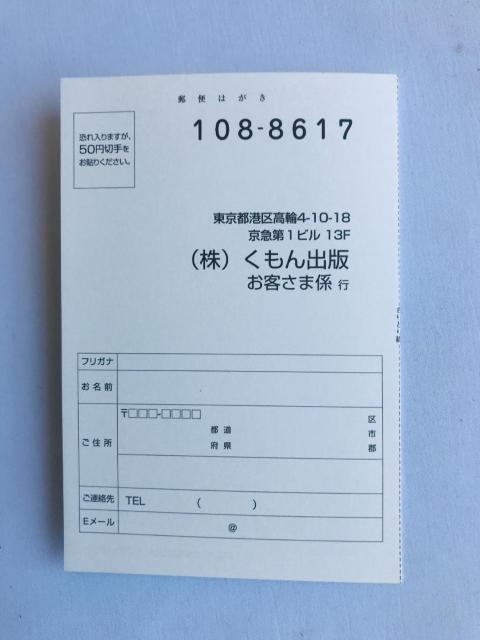 郵便はがき
恐れ入りますが、
50円切手を
お貼りください。
108-8617
東京都港区高輪4-10-18
京急第1ビル 13F
(株)くもん出版
お客さま係 行
フリガナ
お名前
ご住所
〒□□□-□□□□
都道
府県
区
市
郡
ご連絡先
TEL ( )
Eメール
@